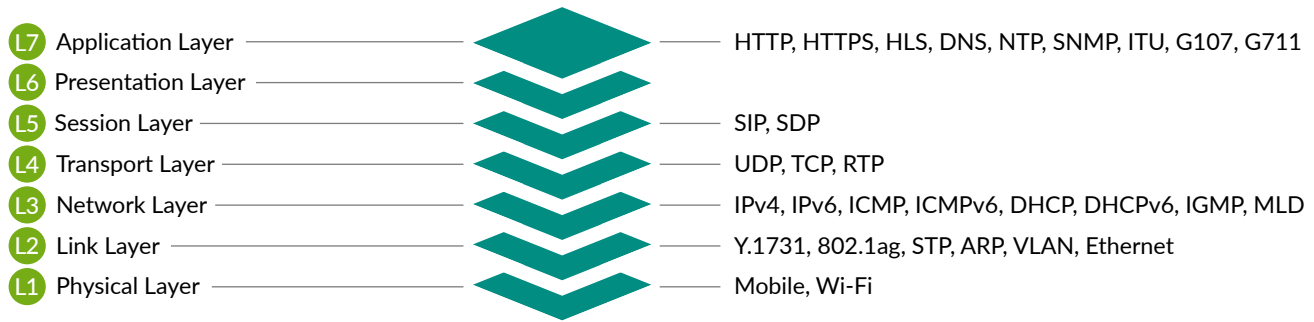 L7 Application Layer HTTP, HTTPS, HLS, DNS, NTP, SNMP, ITU, G107, G711
L6 Presentation Layer
L5 Session Layer SIP, SDP
L4 Transport Layer UDP, TCP, RTP
L3 Network Layer IPv4, IPv6, ICMP, ICMPv6, DHCP, DHCPv6, IGMP, MLD
L2 Link Layer Y.1731, 802.1ag, STP, ARP, VLAN, Ethernet
L1 Physical Layer Mobile, Wi-Fi